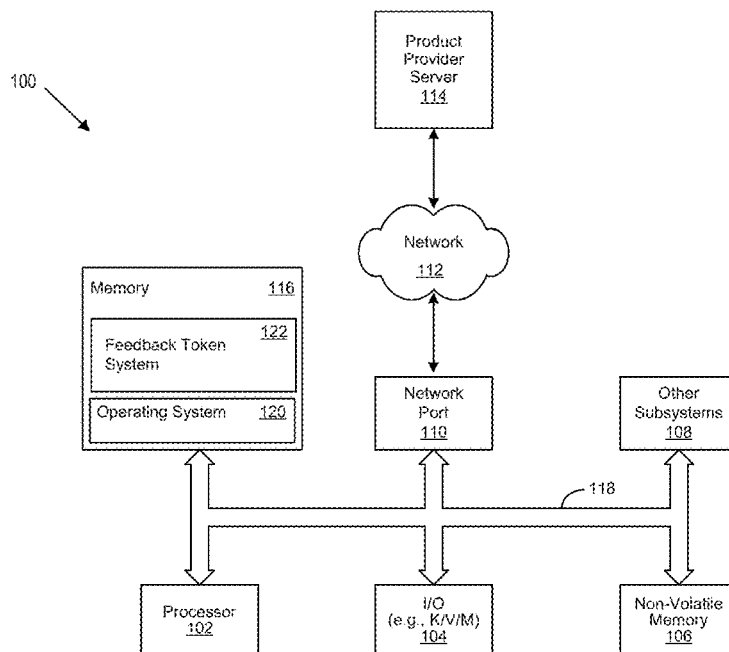 100
Product
Provider
Server
114
Network
112
Memory
116
Feedback Token
System
122
Operating System
120
Network
Port
110
Other
Subsystems
108
118
Processor
102
I/O
(e.g., K/V/M)
104
Non-Volatile
Memory
106